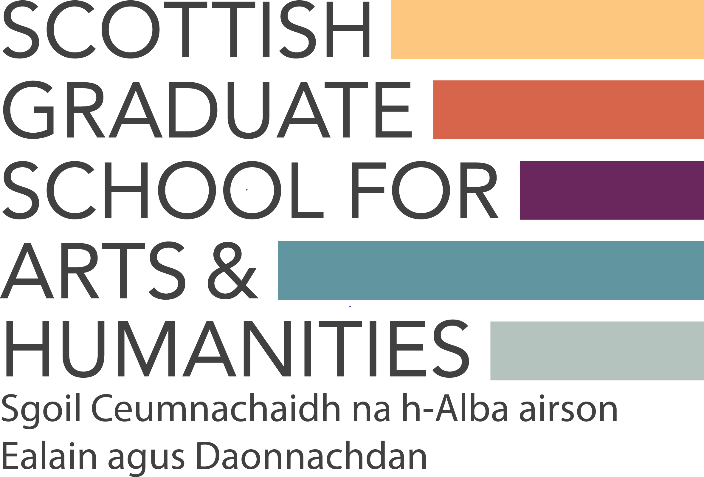 SCOTTISH
GRADUATE
SCHOOL FOR
ARTS &
HUMANITIES
Sgoil Ceumnachaidh na h-Alba airson
Ealain agus Daonnachdan